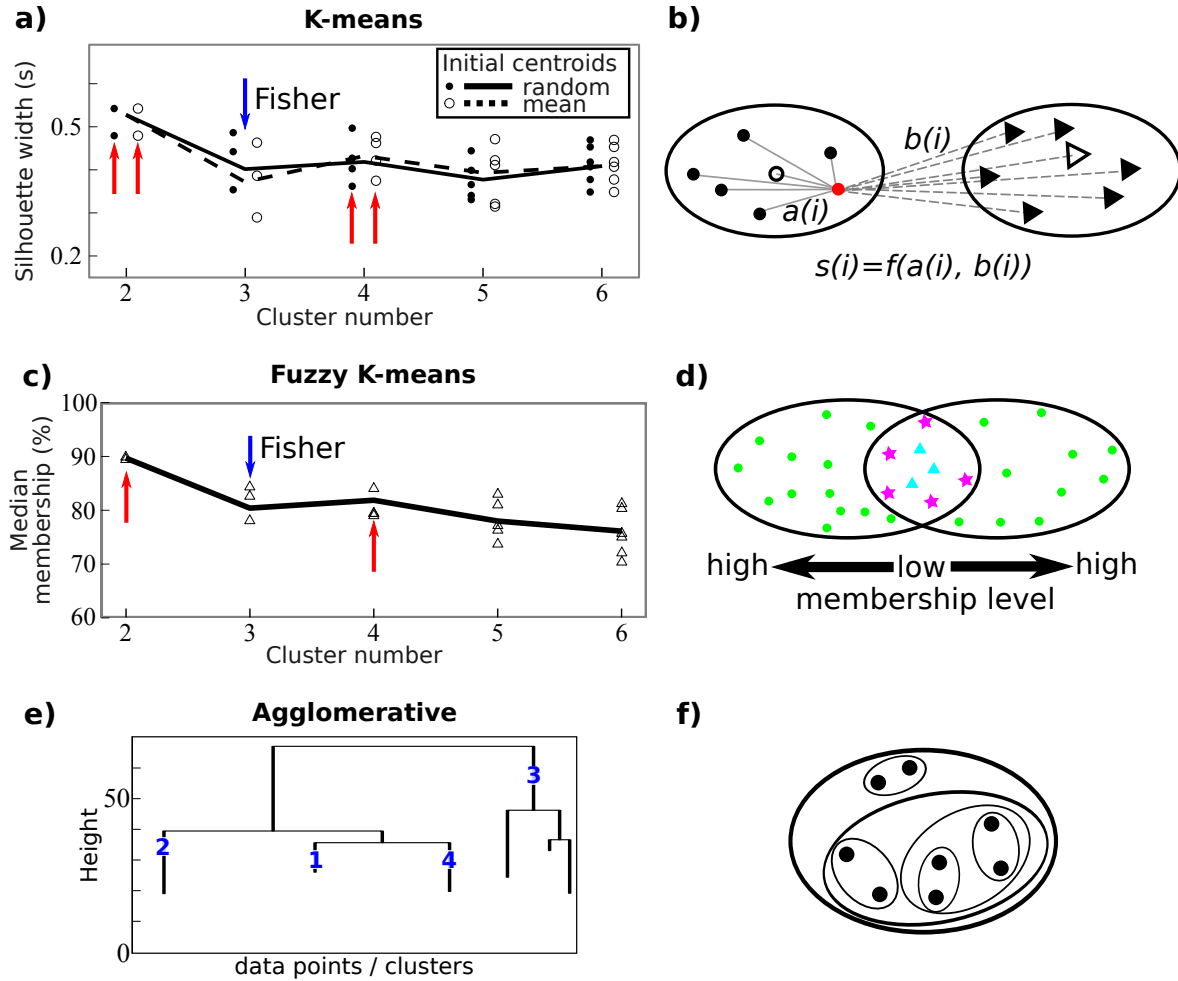 a)
K-means
Silhouette width (s)
0.5
0.2
Fisher
Initial centroids
random
mean
2 3 4 5 6
Cluster number
b)
b(i)
a(i)
s(i)=f(a(i), b(i))
c)
Fuzzy K-means
Median
membership (%)
100
90
80
70
60
Fisher
2 3 4 5 6
Cluster number
d)
high low high
membership level
e)
Agglomerative
Height
50
0
3
2
1
4
data points / clusters
f)